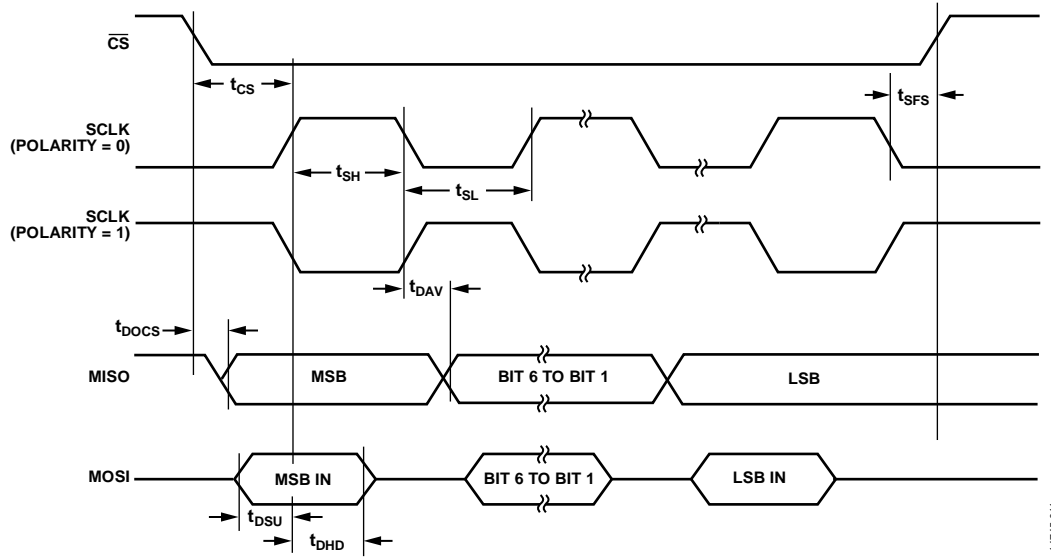 CS
tCS
tSFS
SCLK
(POLARITY = 0)
tSH
tSL
SCLK
(POLARITY = 1)
tDAV
tDOCS
MISO
MSB
BIT 6 TO BIT 1
LSB
MOSI
MSB IN
BIT 6 TO BIT 1
LSB IN
tDSU
tDHD